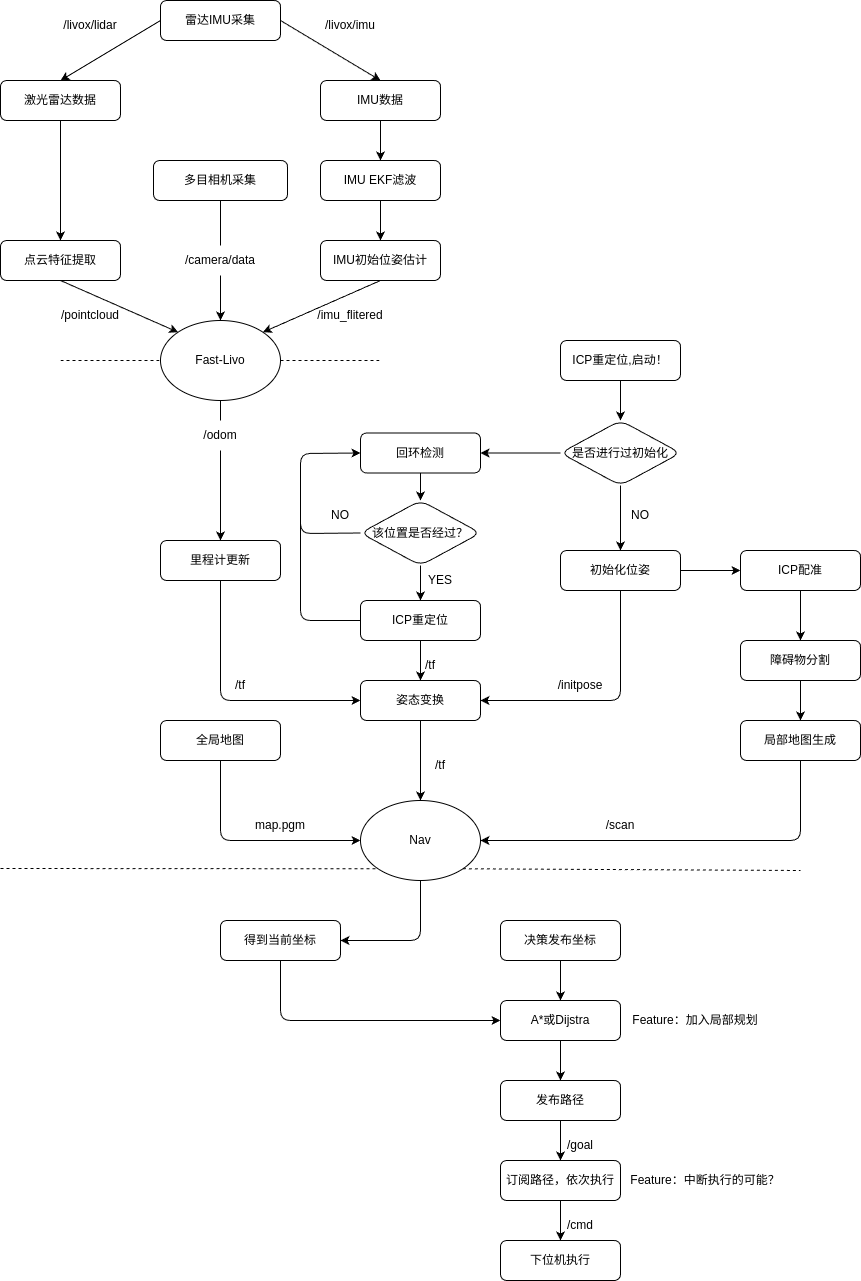 雷达IMU采集
/livox/lidar
/livox/imu
激光雷达数据
IMU数据
多目相机采集
IMU EKF滤波
点云特征提取
/camera/data
IMU初始位姿估计
/pointcloud
/imu_flitered
Fast-Livo
ICP重定位,启动！
/odom
回环检测
是否进行过初始化
NO
NO
该位置是否经过？
里程计更新
YES
初始化位姿
ICP配准
ICP重定位
/tf
障碍物分割
/tf
姿态变换
/initpose
全局地图
局部地图生成
/tf
map.pgm
Nav
/scan
得到当前坐标
决策发布坐标
A*或Dijstra
Feature：加入局部规划
发布路径
/goal
订阅路径，依次执行
Feature：中断执行的可能？
/cmd
下位机执行